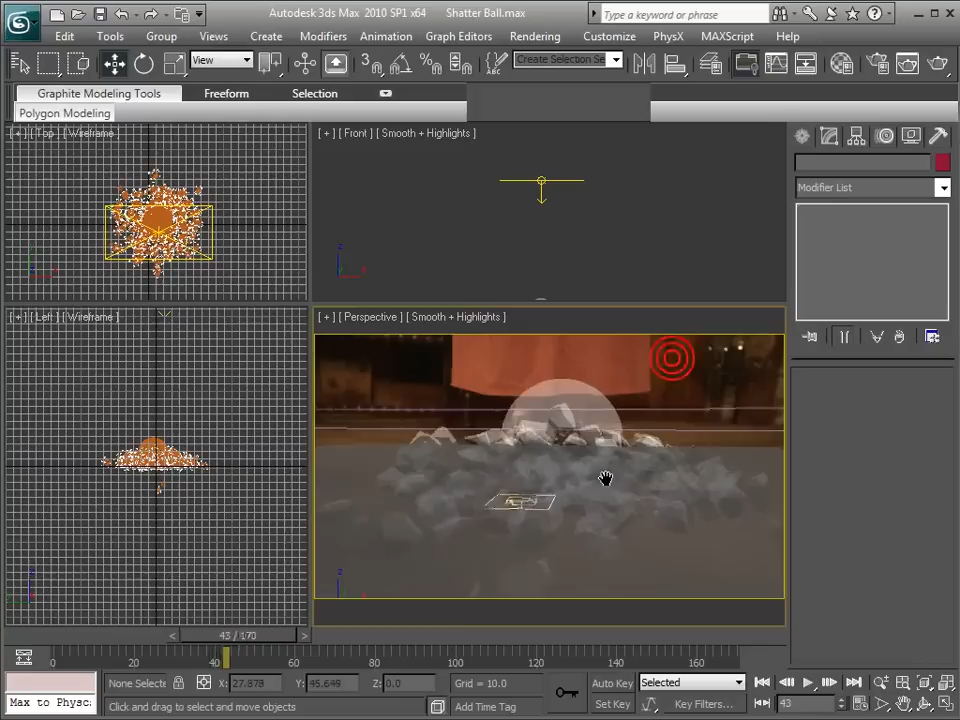 Autodesk 3ds Max 2010 SP1 x64 Shatter Ball.max
Type a keyword or phrase
Edit Tools Group Views Create Modifiers Animation Graph Editors Rendering Customize PhysX MAXScript Help
View
Create Selection Se
Graphite Modeling Tools Freeform Selection
Polygon Modeling
[ + ] [ Top ] [ Wireframe ]
[ + ] [ Front ] [ Smooth + Highlights ]
Modifier List
[ + ] [ Left ] [ Wireframe ]
[ + ] [ Perspective ] [ Smooth + Highlights ]
< 43 / 170 >
0 20 40 60 80 100 120 140 160
None Selecte X: 27.873 Y: 45.649 Z: 0.0 Grid = 10.0 Auto Key Selected
Max to Physc: Click and drag to move objects Add Time Tag Set Key Key Filters... 43